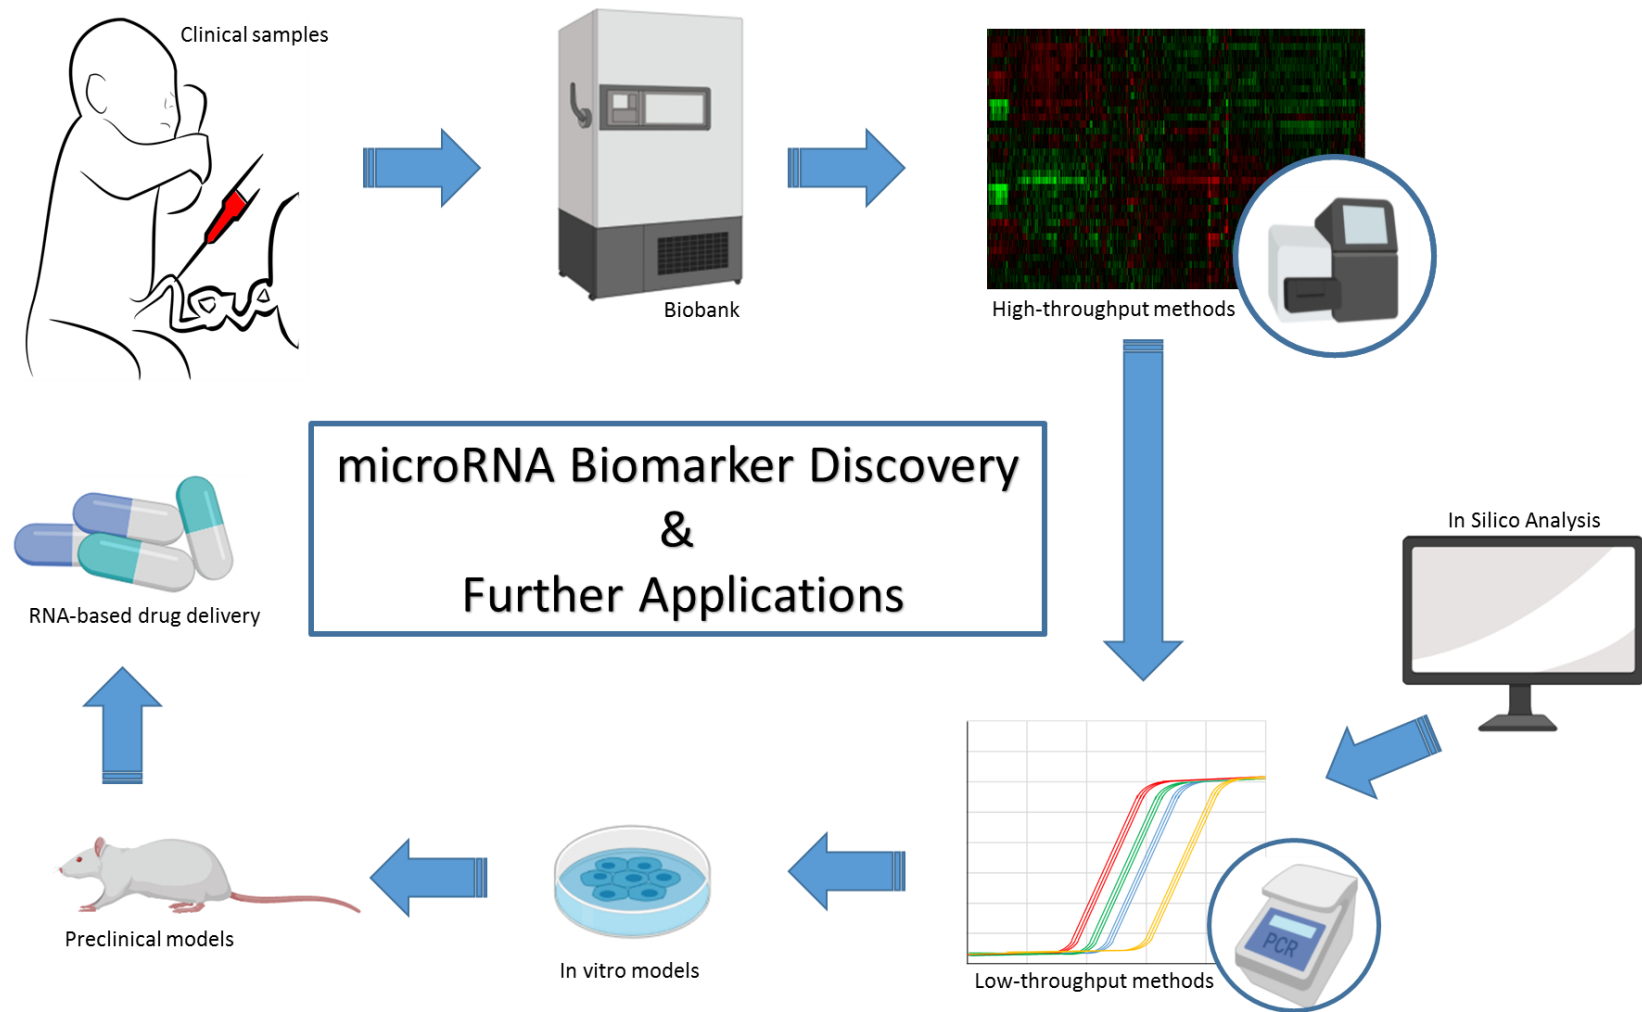 Clinical samples
Biobank
High-throughput methods
microRNA Biomarker Discovery
&
Further Applications
In Silico Analysis
RNA-based drug delivery
PCR
Low-throughput methods
In vitro models
Preclinical models